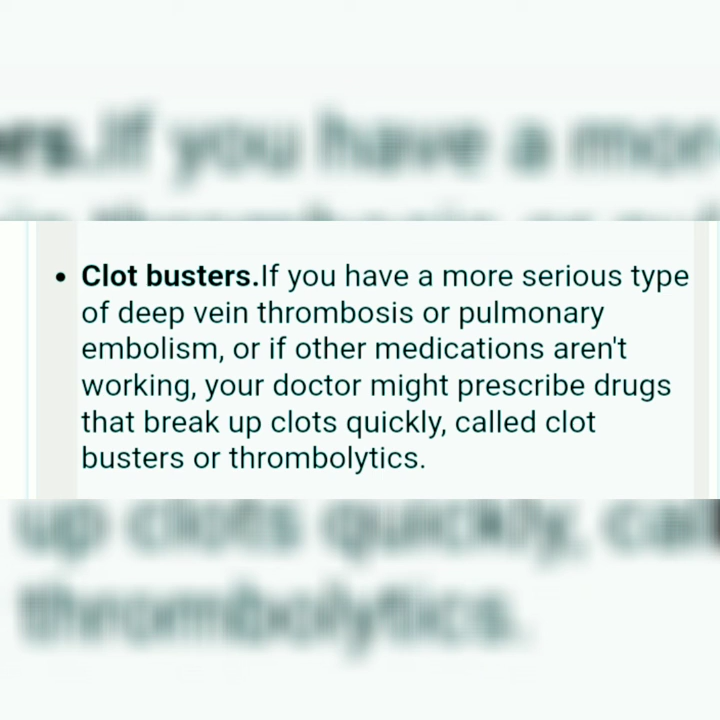 • Clot busters.If you have a more serious type
of deep vein thrombosis or pulmonary
embolism, or if other medications aren't
working, your doctor might prescribe drugs
that break up clots quickly, called clot
busters or thrombolytics.